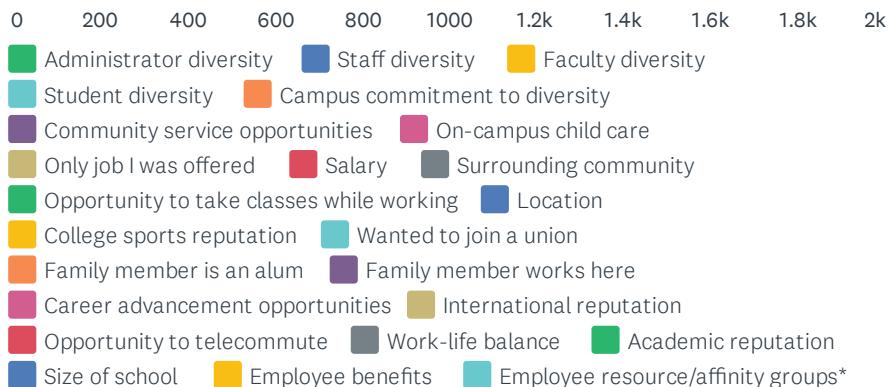 0 200 400 600 800 1000 1.2k 1.4k 1.6k 1.8k 2k
Administrator diversity Staff diversity Faculty diversity
Student diversity Campus commitment to diversity
Community service opportunities On-campus child care
Only job I was offered Salary Surrounding community
Opportunity to take classes while working Location
College sports reputation Wanted to join a union
Family member is an alum Family member works here
Career advancement opportunities International reputation
Opportunity to telecommute Work-life balance Academic reputation
Size of school Employee benefits Employee resource/affinity groups*